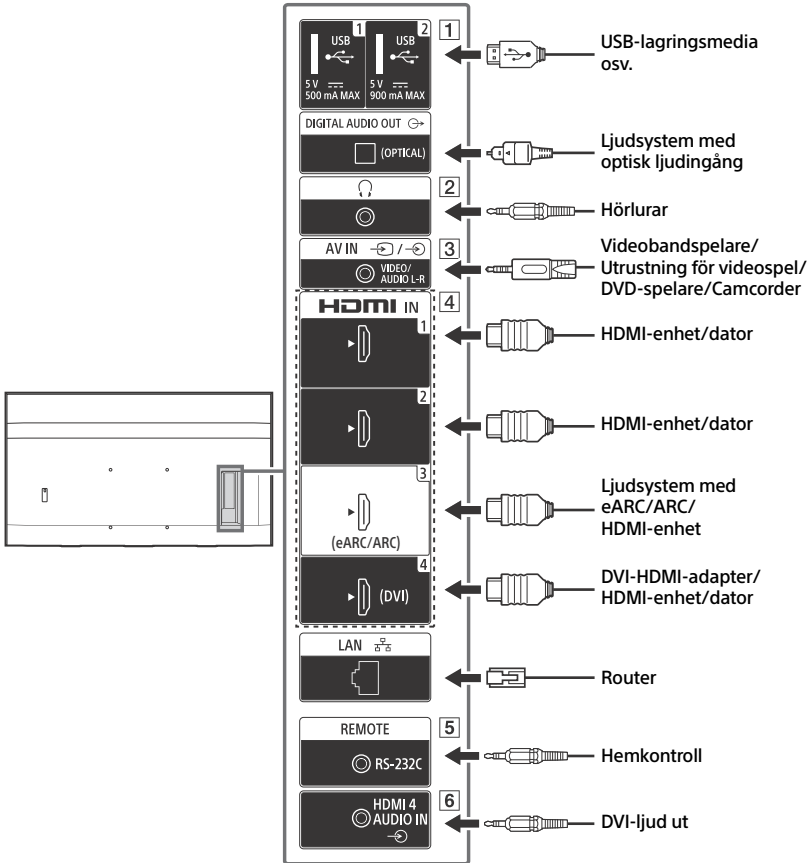 1
2
1
USB
USB
5 V
500 mA MAX
5 V
900 mA MAX
USB-lagringsmedia
osv.
DIGITAL AUDIO OUT
(OPTICAL)
Ljudsystem med
optisk ljudingång
2
Hörlurar
AV IN
/
3
VIDEO/
AUDIO L-R
Videobandspelare/
Utrustning för videospel/
DVD-spelare/Camcorder
HDMI IN
4
1
HDMI-enhet/dator
2
HDMI-enhet/dator
3
(eARC/ARC)
Ljudsystem med
eARC/ARC/
HDMI-enhet
4
(DVI)
DVI-HDMI-adapter/
HDMI-enhet/dator
LAN
Router
REMOTE
5
RS-232C
Hemkontroll
HDMI 4
AUDIO IN
6
DVI-ljud ut